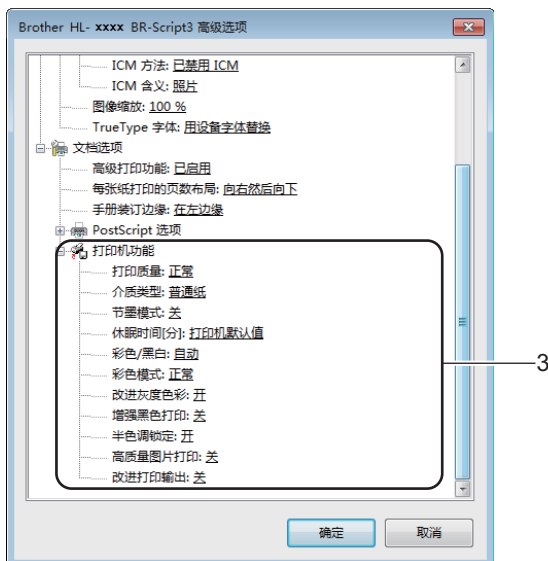 Brother HL- xxxx BR-Script3 高级选项
ICM 方法: 已禁用 ICM
ICM 含义: 照片
图像缩放: 100 %
TrueType 字体: 用设备字体替换
文档选项
高级打印功能: 已启用
每张纸打印的页数布局: 向右然后向下
手册装订边缘: 在左边缘
PostScript 选项
打印机功能
打印质量: 正常
介质类型: 普通纸
节墨模式: 关
休眠时间[分]: 打印机默认值
彩色/黑白: 自动
彩色模式: 正常
改进灰度色彩: 开
增强黑色打印: 关
半色调锁定: 开
高质量图片打印: 关
改进打印输出: 关
3
确定
取消